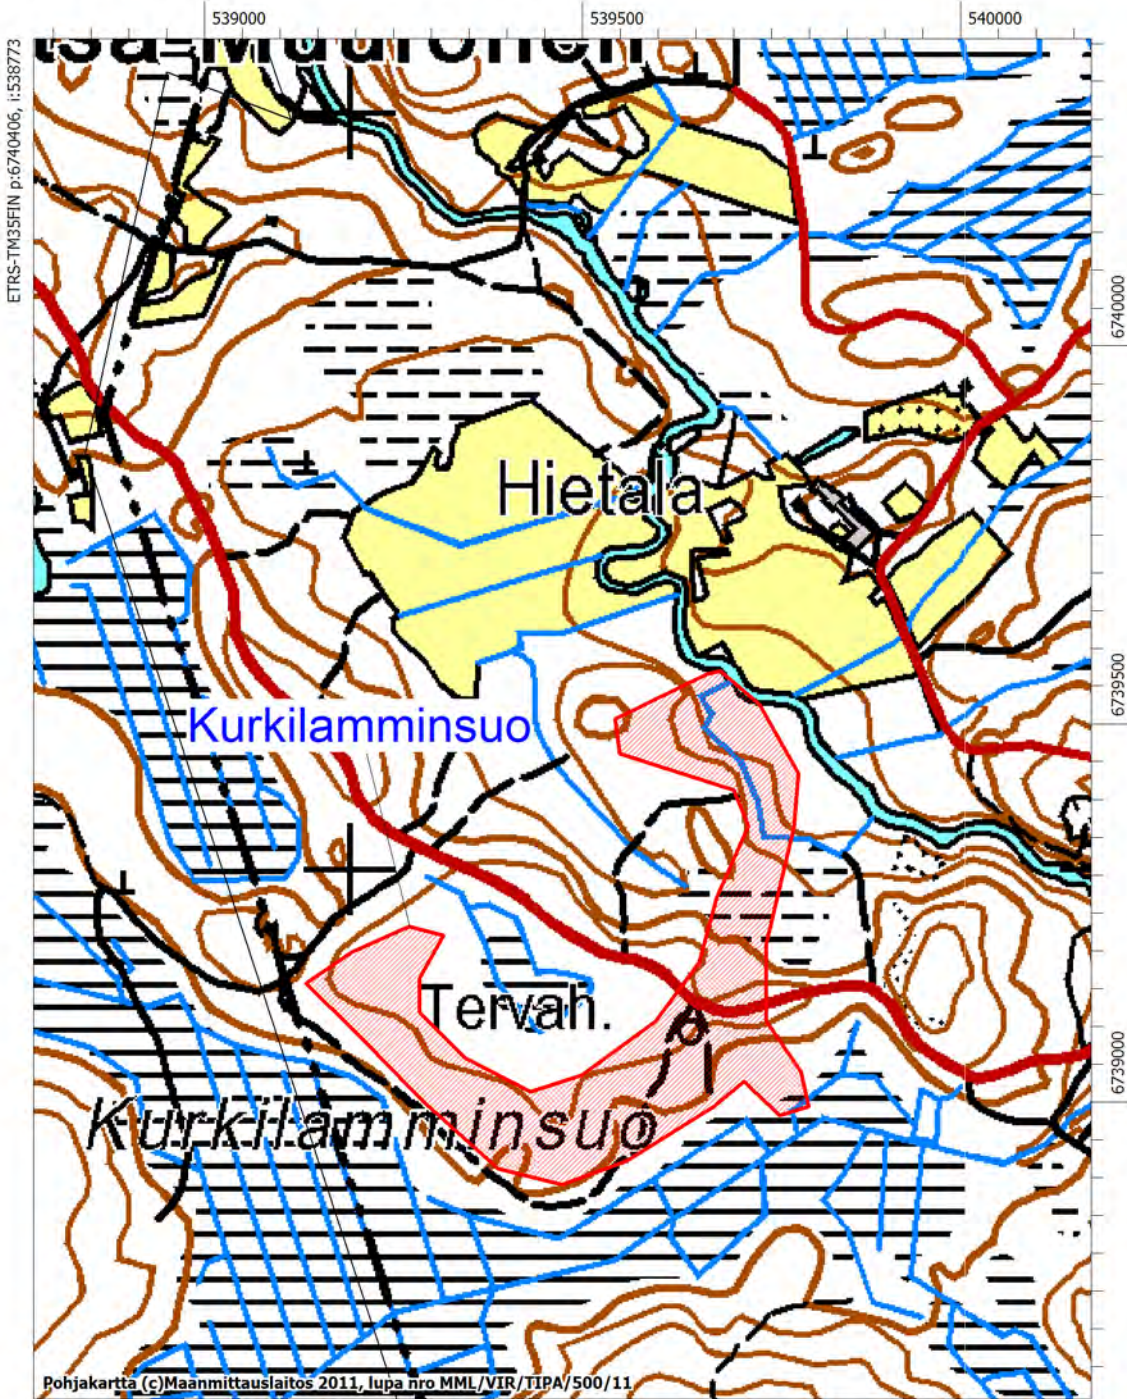 539000 539500 540000
ETRS-TM35FIN p:6740406, i:538773
6740000
Hietala
6739500
Kurkilamminsuo
Tervah.
6739000
Kurkilamminsuo
Pohjakartta (c)Maanmittauslaitos 2011, lupa nro MML/VIR/TIPA/500/11